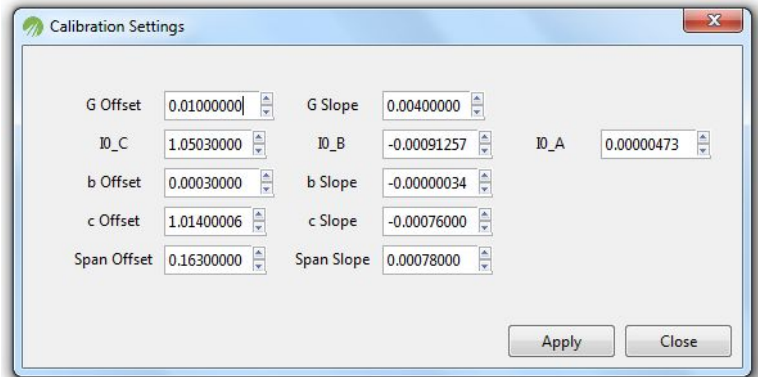 Calibration Settings
G Offset 0.01000000 G Slope 0.00400000
I0_C 1.05030000 I0_B -0.00091257 I0_A 0.00000473
b Offset 0.00030000 b Slope -0.00000034
c Offset 1.01400006 c Slope -0.00076000
Span Offset 0.16300000 Span Slope 0.00078000
Apply Close